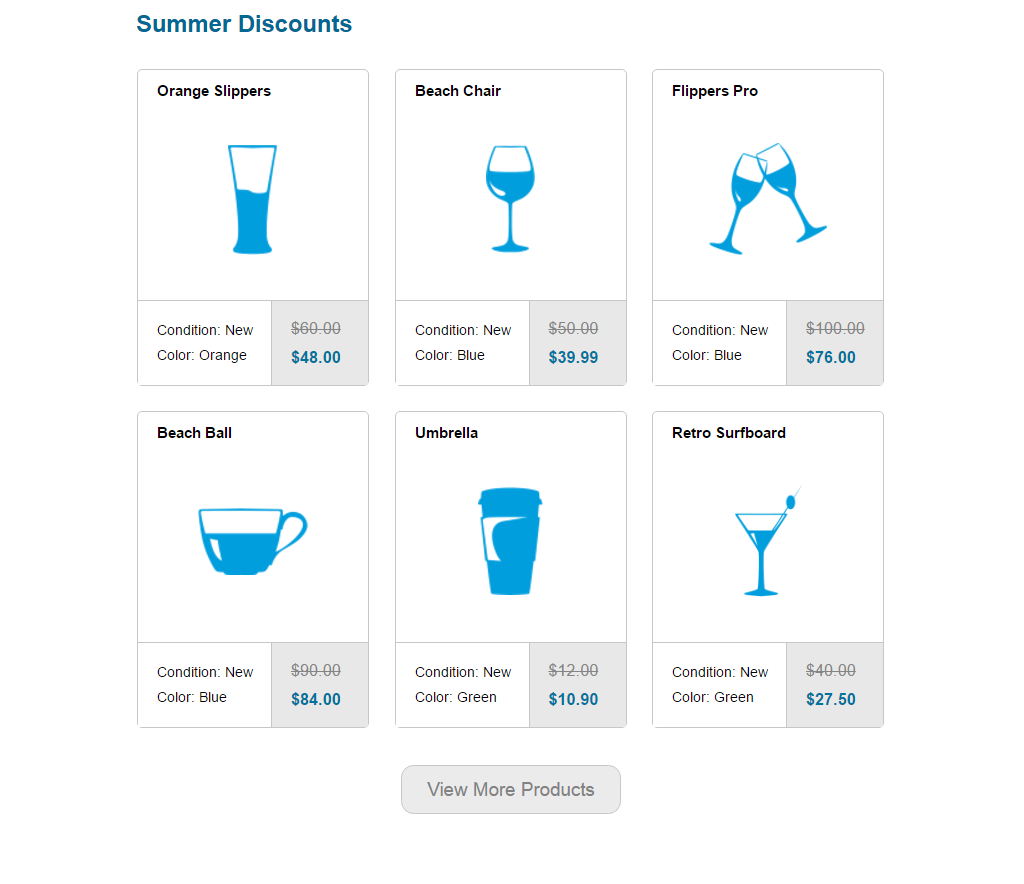 Summer Discounts
Orange Slippers
Condition: New
Color: Orange
$60.00
$48.00
Beach Chair
Condition: New
Color: Blue
$50.00
$39.99
Flippers Pro
Condition: New
Color: Blue
$100.00
$76.00
Beach Ball
Condition: New
Color: Blue
$90.00
$84.00
Umbrella
Condition: New
Color: Green
$12.00
$10.90
Retro Surfboard
Condition: New
Color: Green
$40.00
$27.50
View More Products